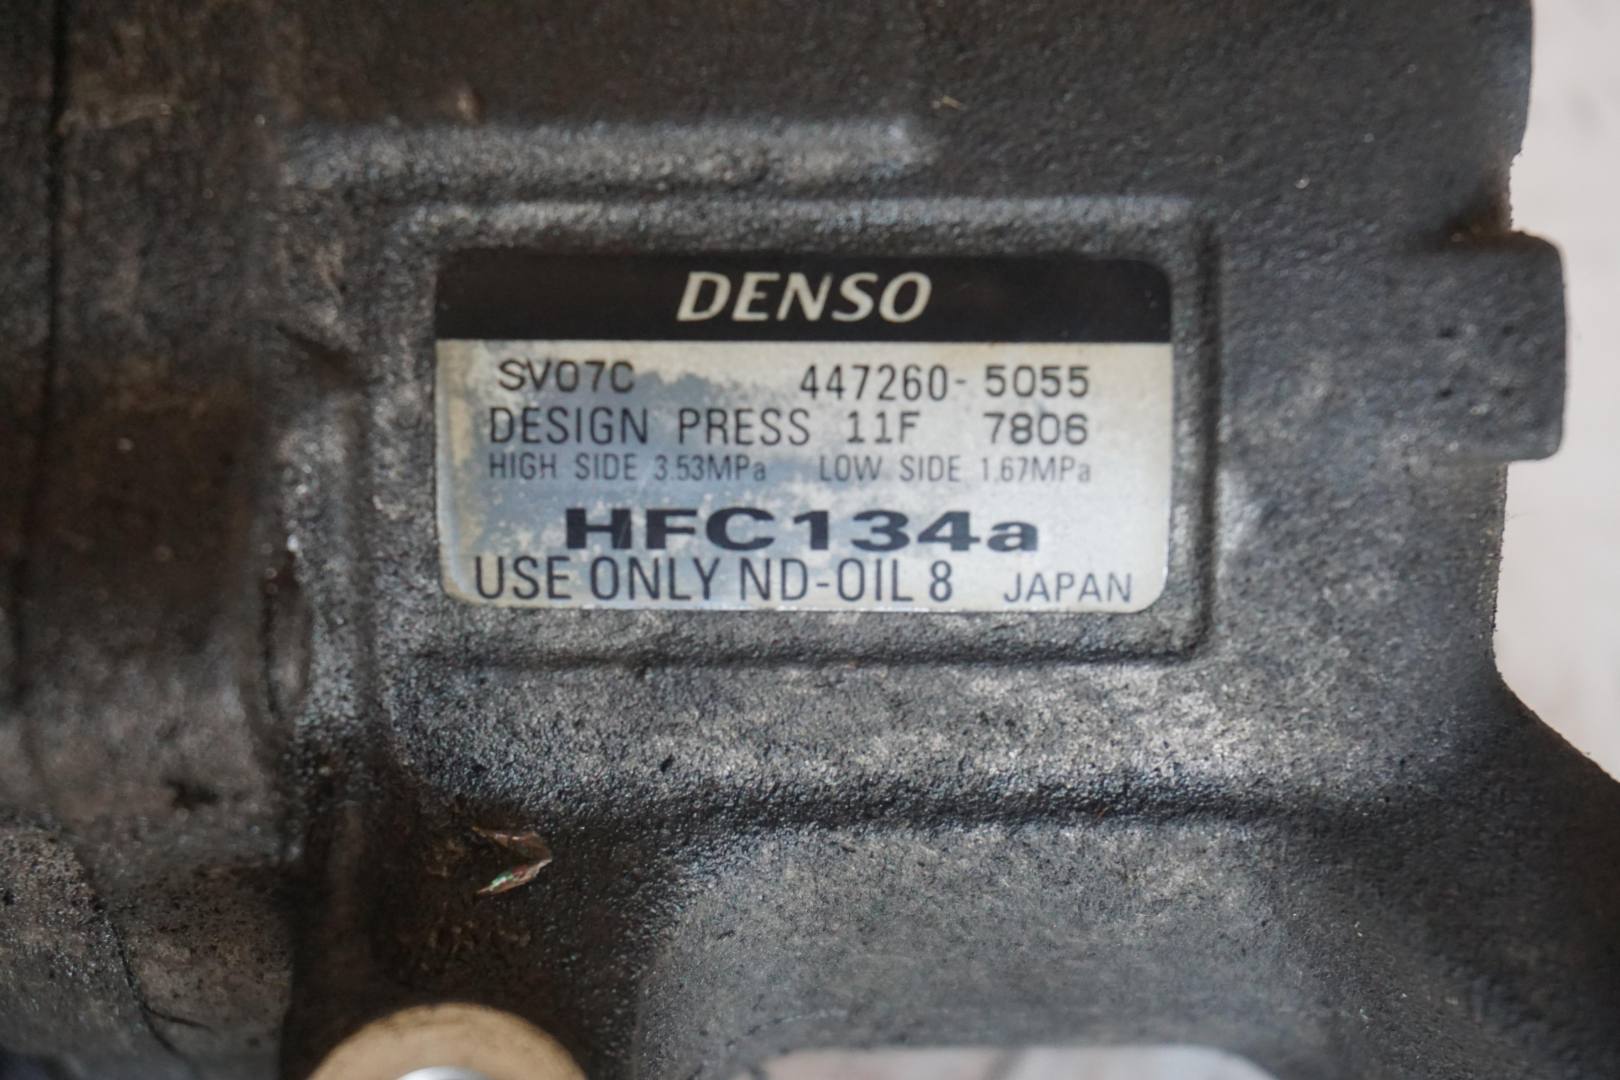 DENSO
SV07C 447260-5055
DESIGN PRESS 11F 7806
HIGH SIDE 3.53MPa LOW SIDE 1.67MPa
HFC134a
USE ONLY ND-OIL 8 JAPAN